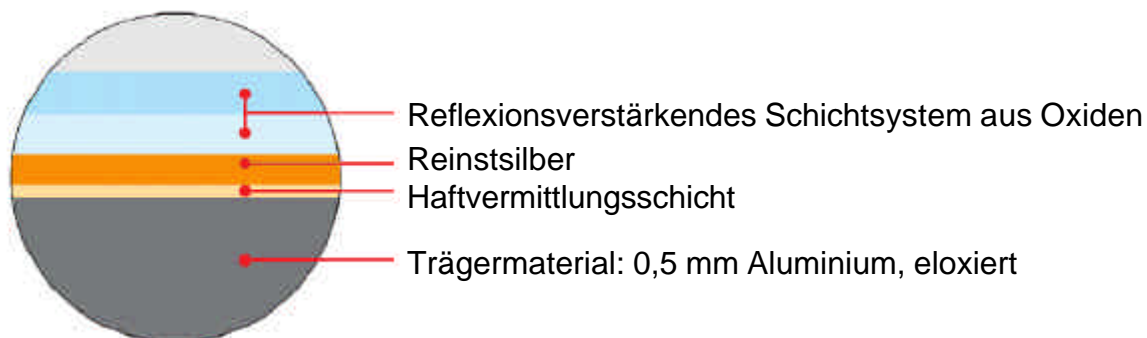 Reflexionsverstärkendes Schichtsystem aus Oxiden
Reinstsilber
Haftvermittlungsschicht
Trägermaterial: 0,5 mm Aluminium, eloxiert